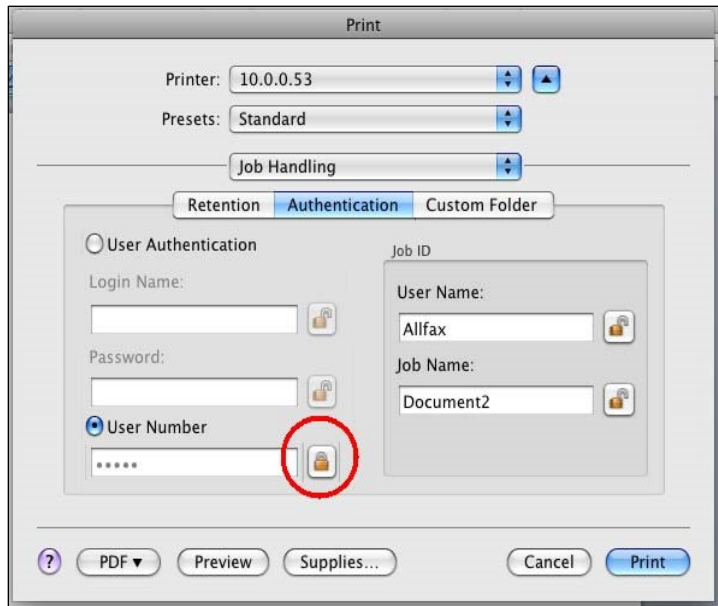 Print
Printer: 10.0.0.53
Presets: Standard
Job Handling
Retention Authentication Custom Folder
User Authentication
Login Name:
Password:
User Number
•••••
Job ID
User Name:
Allfax
Job Name:
Document2
? PDF▼ Preview Supplies... Cancel Print